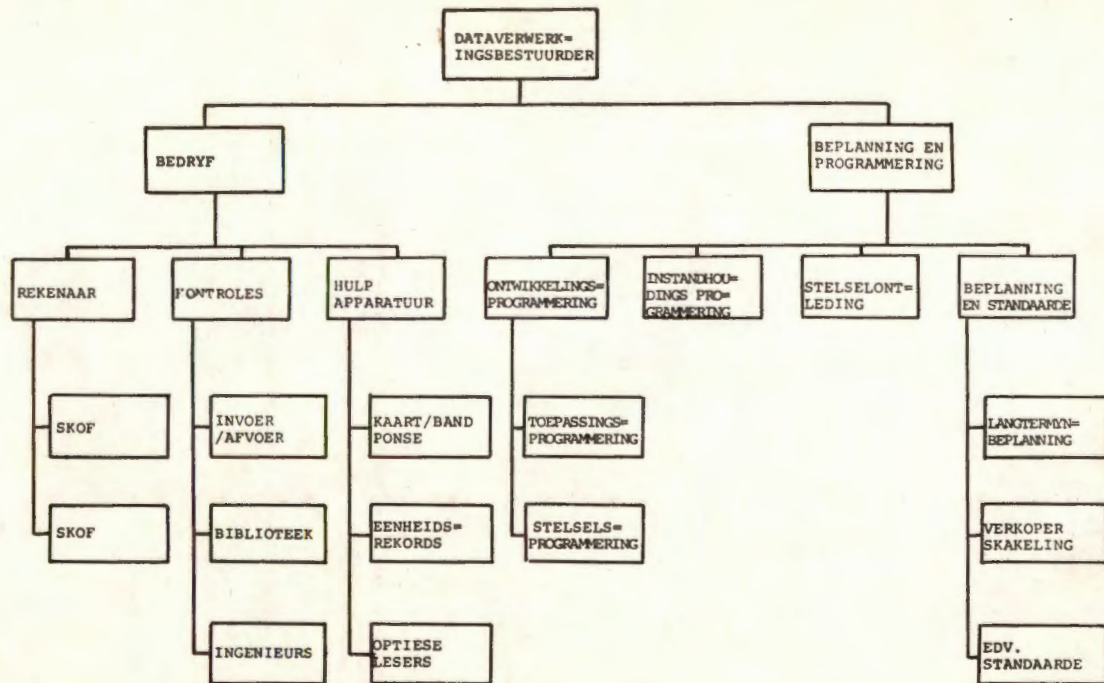 DATAVERWERK=
INGSBESTUURDER
BEDRYF
BEPLANNING EN
PROGRAMMERING
REKENAAR
FONTROLES
HULP
APPARATUUR
ONTWIKKELINGS=
PROGRAMMERING
INSTANDHOU=
DINGS PRO=
GRAMMERING
STELSELONT=
LEDING
BEPLANNING
EN STANDAARDE
SKOF
INVOER
/AFVOER
KAART/BAND
PONSE
TOEPASSINGS=
PROGRAMMERING
LANGTERMYN=
BEPLANNING
SKOF
BIBLIOTEEK
EENHEIDS=
REKORDS
STELSELS=
PROGRAMMERING
VERKOPER
SKAKELING
INGENIEURS
OPTIESE
LESERS
EDV.
STANDAARDE